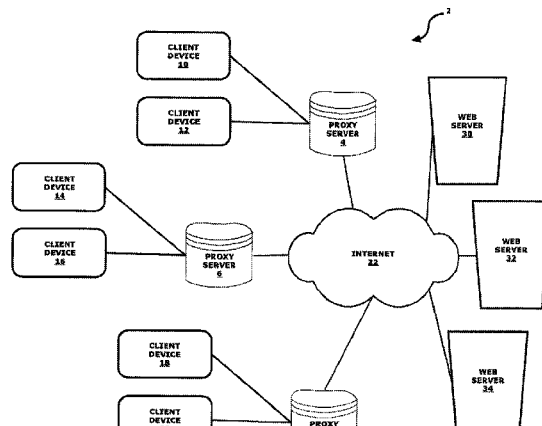 2
CLIENT
DEVICE
10
CLIENT
DEVICE
12
PROXY
SERVER
4
WEB
SERVER
30
CLIENT
DEVICE
14
CLIENT
DEVICE
16
PROXY
SERVER
6
INTERNET
22
WEB
SERVER
32
CLIENT
DEVICE
18
CLIENT
DEVICE
PROXY
WEB
SERVER
34